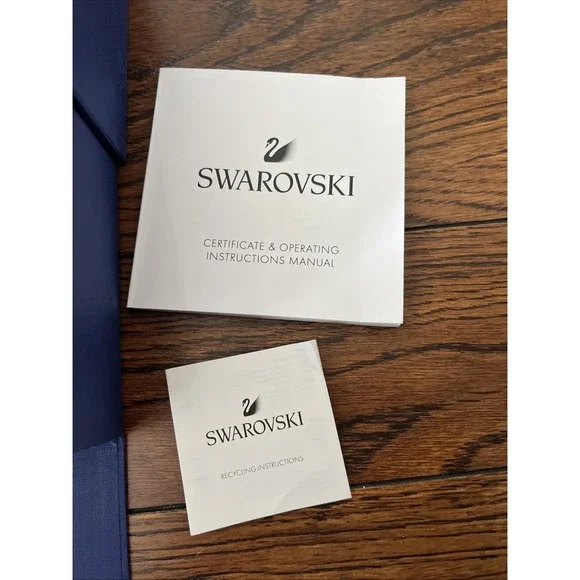 SWAROVSKI
CERTIFICATE & OPERATING
INSTRUCTIONS MANUAL
SWAROVSKI
RECYCLING INSTRUCTIONS